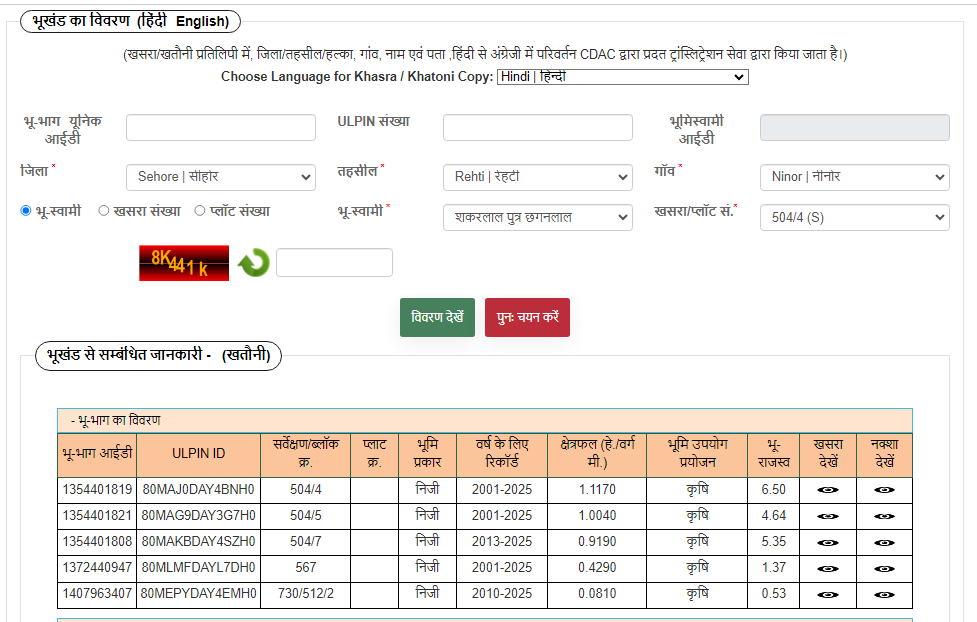 भूखंड का विवरण (हिंदी English)
(खसरा/खतौनी प्रतिलिपी में, जिला/तहसील/हल्का, गांव, नाम एवं पता ,हिंदी से अंग्रेजी में परिवर्तन CDAC द्वारा प्रदत ट्रांस्लिट्रेशन सेवा द्वारा किया जाता है।)
Choose Language for Khasra / Khatoni Copy: Hindi | हिन्दी
भू-भाग यूनिक आईडी ULPIN संख्या भूमिस्वामी आईडी
जिला * Sehore | सीहोर तहसील * Rehti | रेहटी गाँव * Ninor | नीनोर
भू-स्वामी खसरा संख्या प्लॉट संख्या भू-स्वामी * शकरलाल पुत्र छगनलाल खसरा/प्लॉट सं.* 504/4 (S)
8K441k
विवरण देखें पुनः चयन करें
भूखंड से सम्बंधित जानकारी - (खतौनी)
- भू-भाग का विवरण
भू-भाग आईडी ULPIN ID सर्वेक्षण/ब्लॉक क्र. प्लाट क्र. भूमि प्रकार वर्ष के लिए रिकॉर्ड क्षेत्रफल (हे./वर्ग मी.) भूमि उपयोग प्रयोजन भू-राजस्व खसरा देखें नक्शा देखें
1354401819 80MAJ0DAY4BNH0 504/4 निजी 2001-2025 1.1170 कृषि 6.50
1354401821 80MAG9DAY3G7H0 504/5 निजी 2001-2025 1.0040 कृषि 4.64
1354401808 80MAKBDAY4SZH0 504/7 निजी 2013-2025 0.9190 कृषि 5.35
1372440947 80MLMFDAYL7DH0 567 निजी 2001-2025 0.4290 कृषि 1.37
1407963407 80MEPYDAY4EMH0 730/512/2 निजी 2010-2025 0.0810 कृषि 0.53